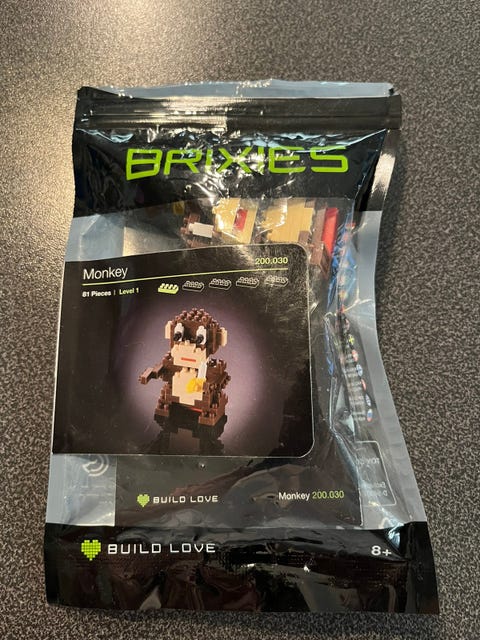 BRIXIES
Monkey 200.030
81 Pieces | Level 1
BUILD LOVE Monkey 200.030
BUILD LOVE 8+